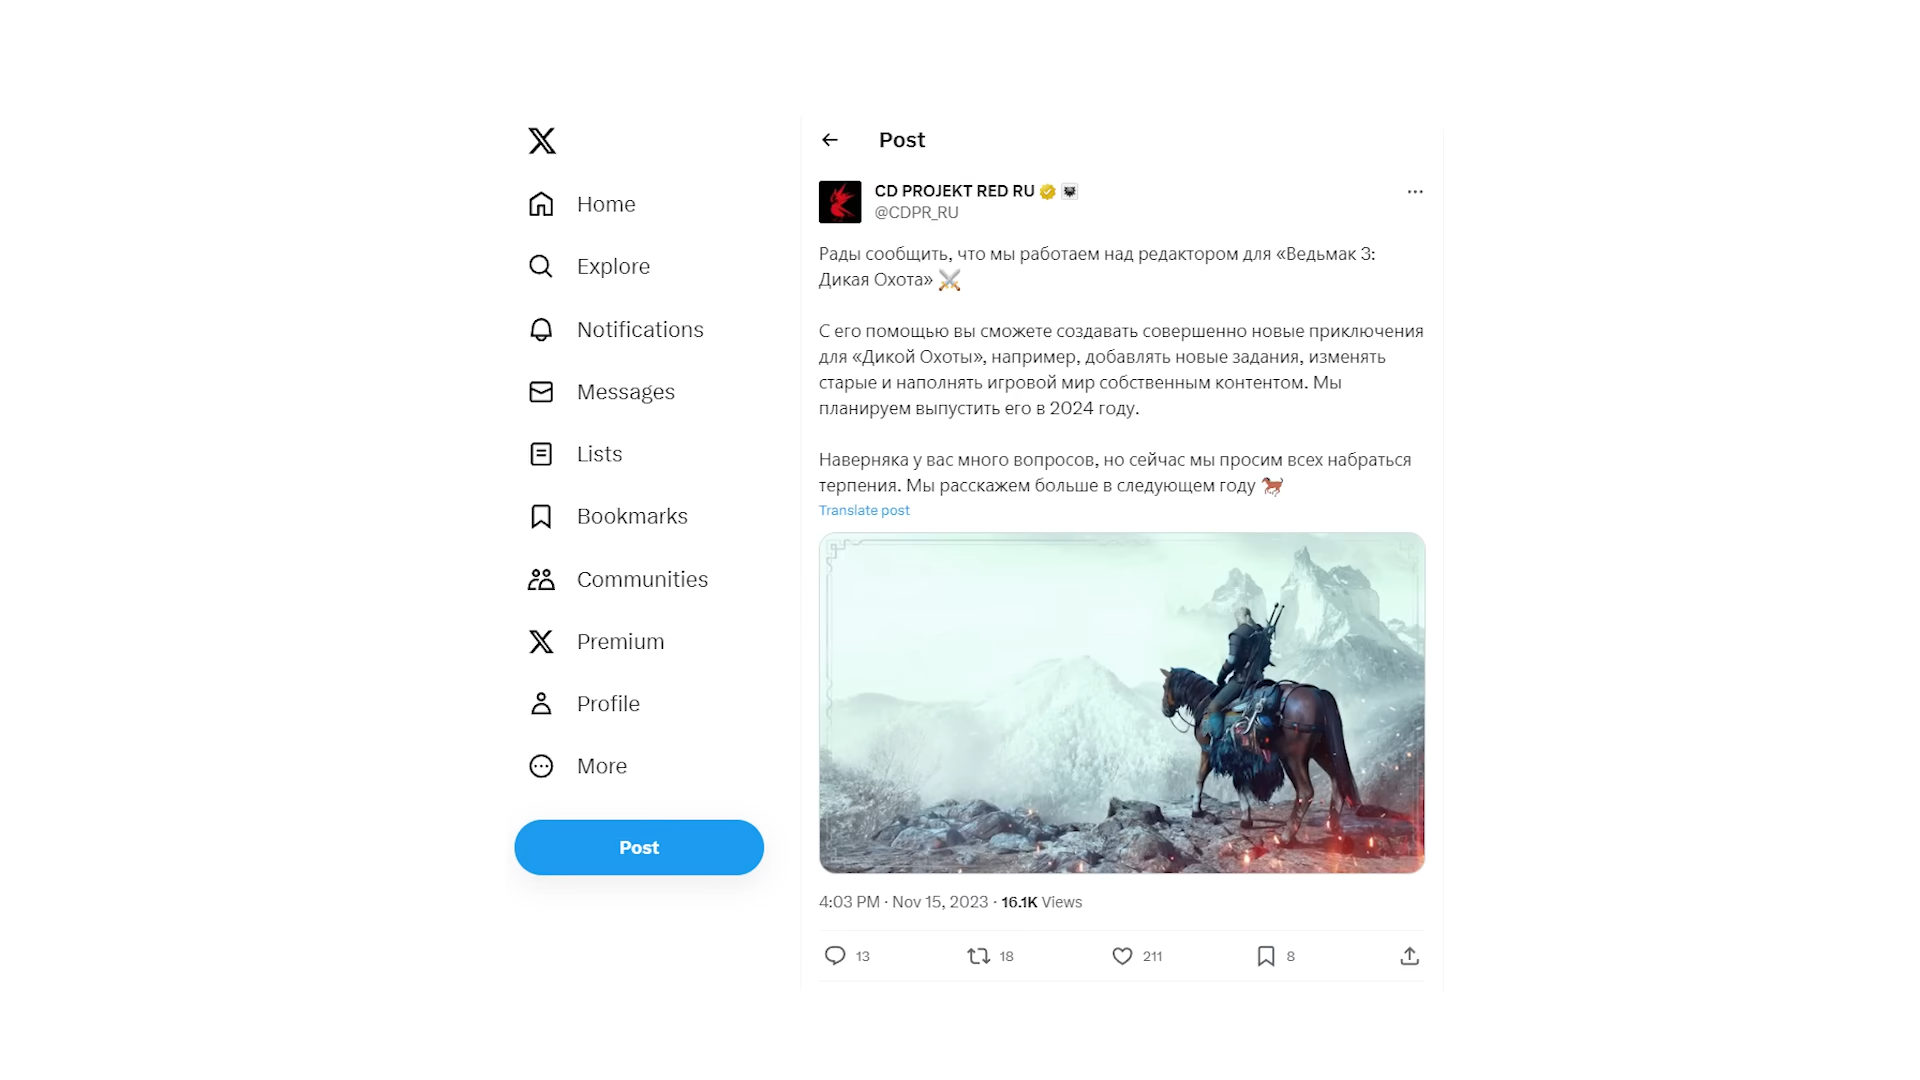 Home
Explore
Notifications
Messages
Lists
Bookmarks
Communities
Premium
Profile
More
Post
Post
CD PROJEKT RED RU
@CDPR_RU
Рады сообщить, что мы работаем над редактором для «Ведьмак 3:
Дикая Охота» ⚔️
С его помощью вы сможете создавать совершенно новые приключения
для «Дикой Охоты», например, добавлять новые задания, изменять
старые и наполнять игровой мир собственным контентом. Мы
планируем выпустить его в 2024 году.
Наверняка у вас много вопросов, но сейчас мы просим всех набраться
терпения. Мы расскажем больше в следующем году 🐎
Translate post
4:03 PM · Nov 15, 2023 · 16.1K Views
13 18 211 8